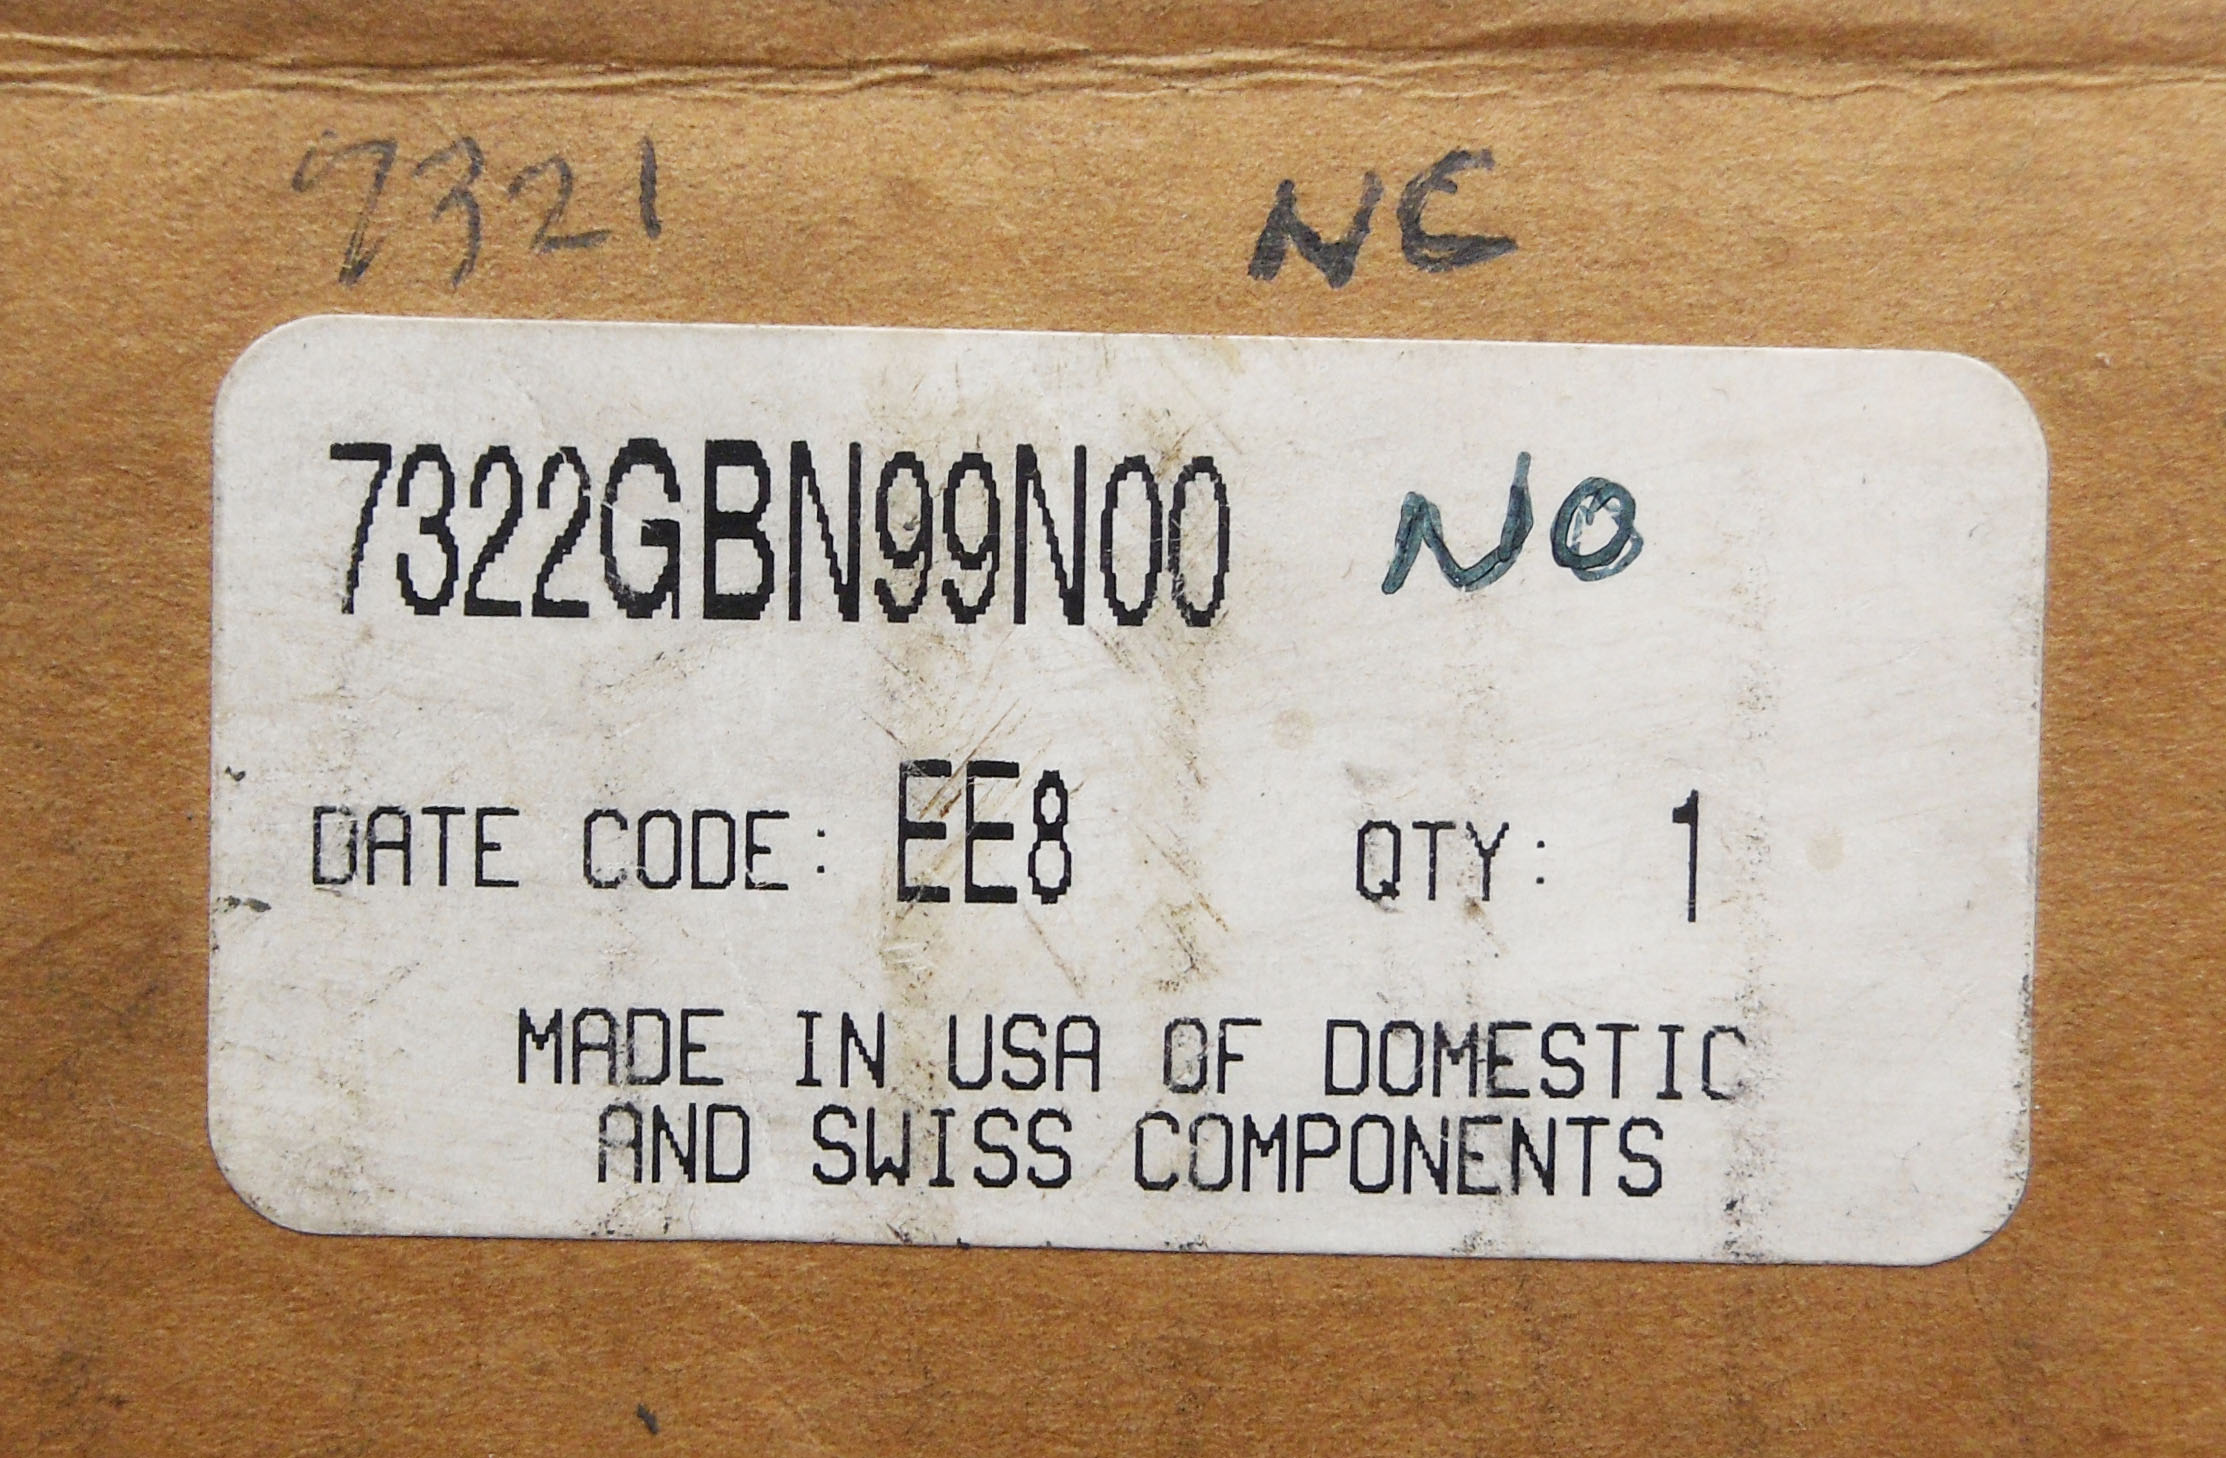 7321 NC
7322GBN99N00 NO
DATE CODE: EE8 QTY: 1
MADE IN USA OF DOMESTIC
AND SWISS COMPONENTS